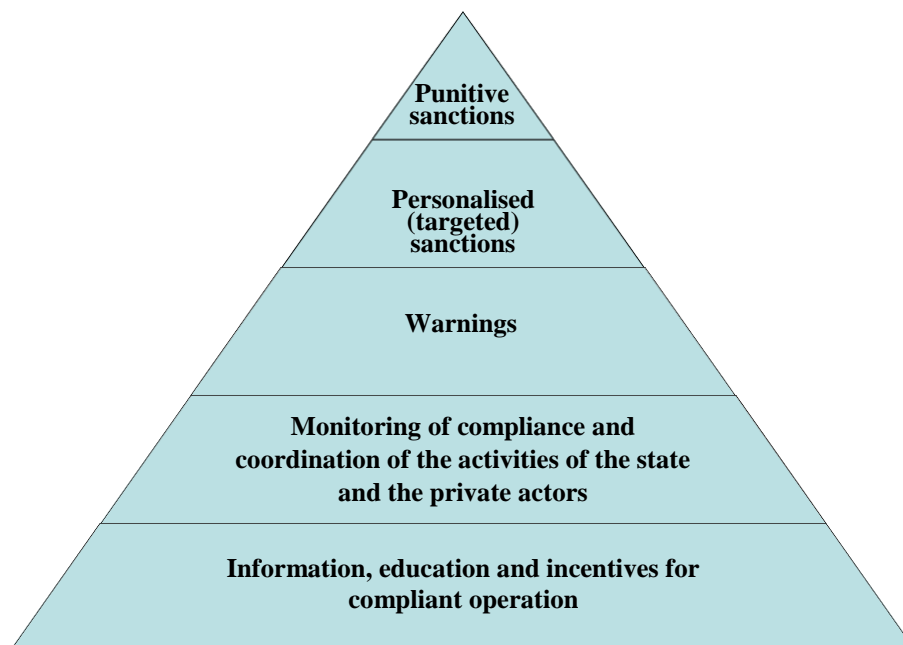 Punitive
sanctions
Personalised
(targeted)
sanctions
Warnings
Monitoring of compliance and
coordination of the activities of the state
and the private actors
Information, education and incentives for
compliant operation